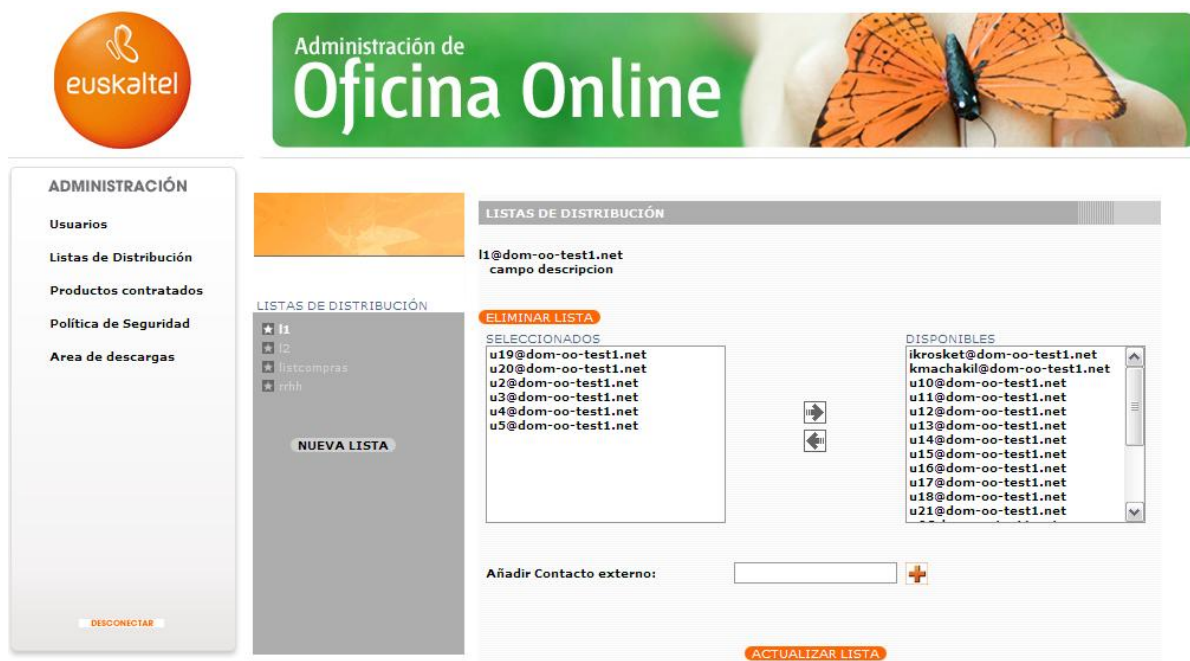 euskaltel
Administración de
Oficina Online
ADMINISTRACIÓN
Usuarios
Listas de Distribución
Productos contratados
Política de Seguridad
Area de descargas
DESCONECTAR
LISTAS DE DISTRIBUCIÓN
l1
l2
listcompras
rrhh
NUEVA LISTA
LISTAS DE DISTRIBUCIÓN
l1@dom-oo-test1.net
campo descripcion
ELIMINAR LISTA
SELECCIONADOS
u19@dom-oo-test1.net
u20@dom-oo-test1.net
u2@dom-oo-test1.net
u3@dom-oo-test1.net
u4@dom-oo-test1.net
u5@dom-oo-test1.net
DISPONIBLES
ikrosket@dom-oo-test1.net
kmachakil@dom-oo-test1.net
u10@dom-oo-test1.net
u11@dom-oo-test1.net
u12@dom-oo-test1.net
u13@dom-oo-test1.net
u14@dom-oo-test1.net
u15@dom-oo-test1.net
u16@dom-oo-test1.net
u17@dom-oo-test1.net
u18@dom-oo-test1.net
u21@dom-oo-test1.net
Añadir Contacto externo:
ACTUALIZAR LISTA